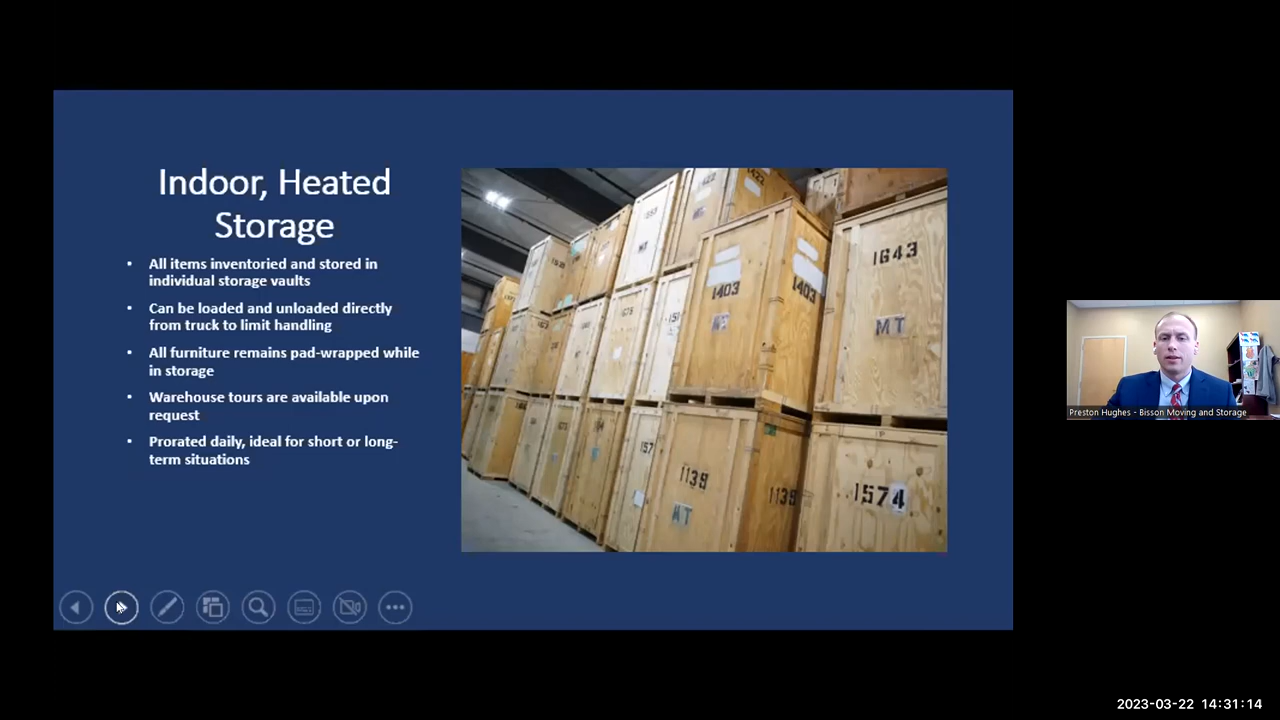 Indoor, Heated
Storage
• All items inventoried and stored in
individual storage vaults
• Can be loaded and unloaded directly
from truck to limit handling
• All furniture remains pad-wrapped while
in storage
• Warehouse tours are available upon
request
• Prorated daily, ideal for short or long-
term situations
1643
MT
1403
1403
1139
MT
1139
1574
Preston Hughes - Bisson Moving and Storage
2023-03-22 14:31:14